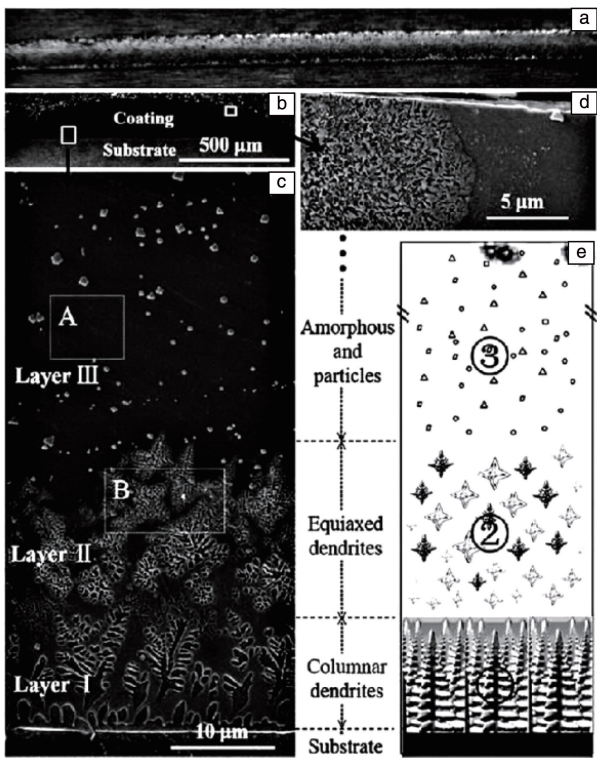 a
b
Coating
Substrate
500 μm
d
5 μm
c
A
Layer III
B
Layer II
Layer I
10 μm
Amorphous
and
particles
Equiaxed
dendrites
Columnar
dendrites
Substrate
e
③
②